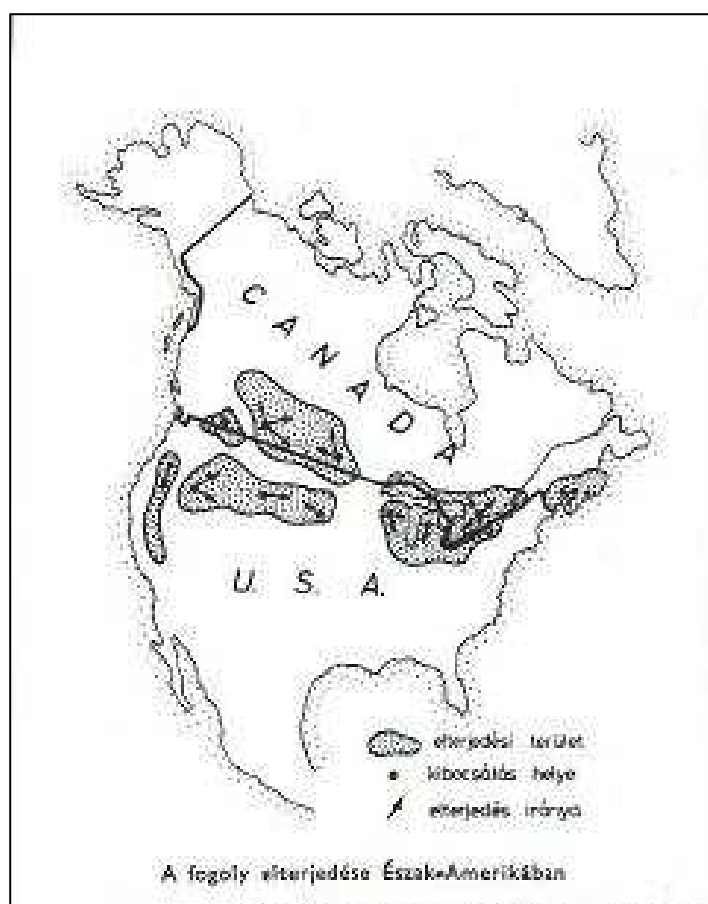 CANADA
U. S. A.
elterjedési terület
kibocsátás helye
elterjedés iránya
A fogoly elterjedése Észak-Amerikában